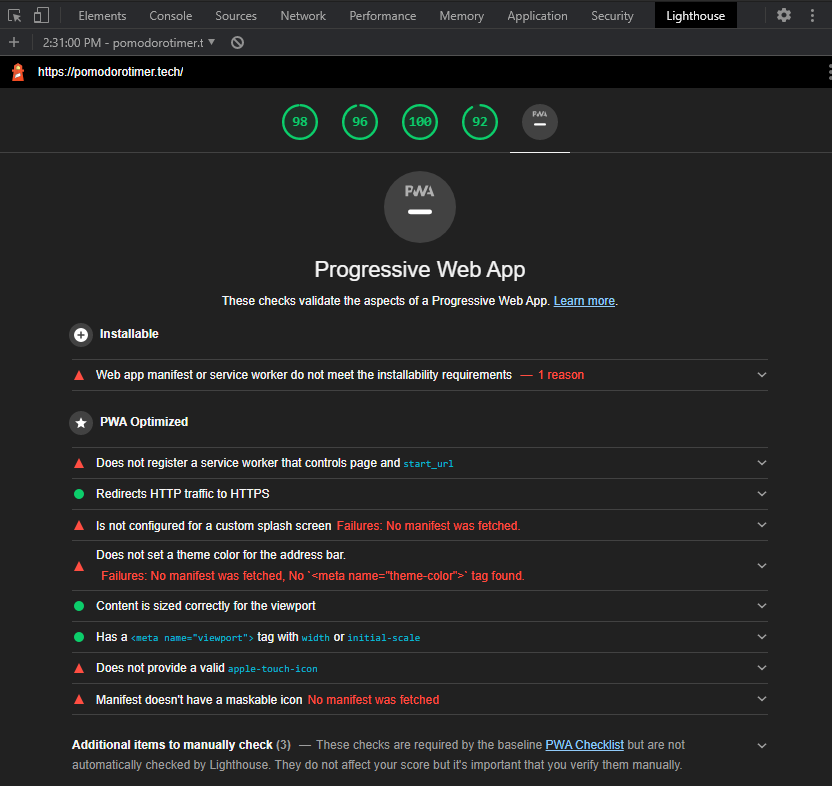 Elements Console Sources Network Performance Memory Application Security Lighthouse
2:31:00 PM - pomodorotimer.t
https://pomodorotimer.tech/
98 96 100 92 PWA
PWA
Progressive Web App
These checks validate the aspects of a Progressive Web App. Learn more.
Installable
Web app manifest or service worker do not meet the installability requirements — 1 reason
PWA Optimized
Does not register a service worker that controls page and start_url
Redirects HTTP traffic to HTTPS
Is not configured for a custom splash screen Failures: No manifest was fetched.
Does not set a theme color for the address bar.
Failures: No manifest was fetched, No `<meta name="theme-color">` tag found.
Content is sized correctly for the viewport
Has a <meta name="viewport"> tag with width or initial-scale
Does not provide a valid apple-touch-icon
Manifest doesn't have a maskable icon No manifest was fetched
Additional items to manually check (3) — These checks are required by the baseline PWA Checklist but are not
automatically checked by Lighthouse. They do not affect your score but it's important that you verify them manually.